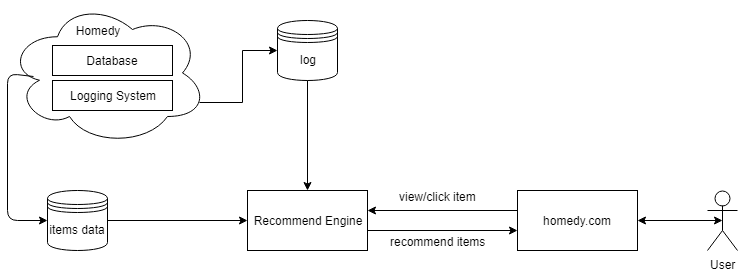 Homedy
Database
Logging System
log
items data
Recommend Engine
view/click item
recommend items
homedy.com
User